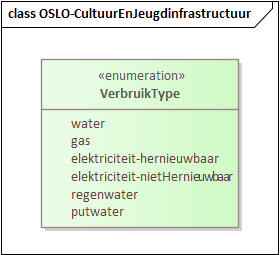 class OSLO-CultuurEnJeugdinfrastructuur
«enumeration»
VerbruikType
water
gas
elektriciteit-hernieuwbaar
elektriciteit-nietHernieuwbaar
regenwater
putwater